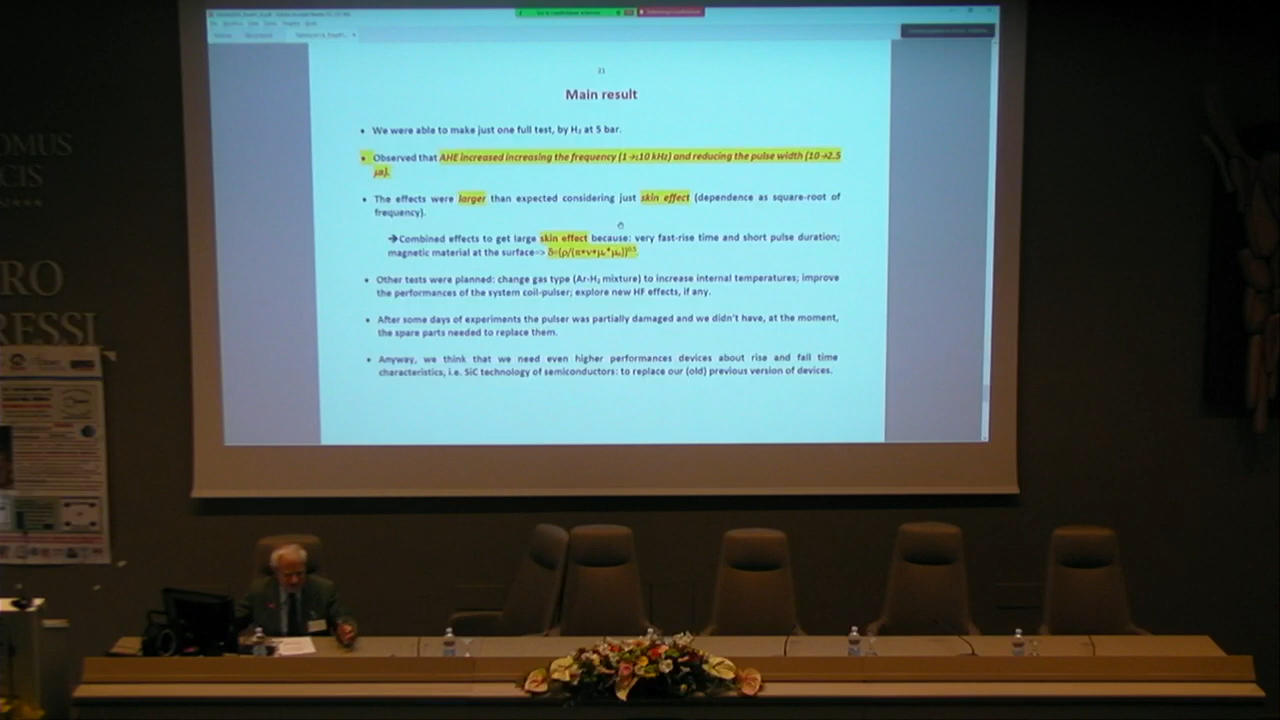 21
Main result
• We were able to make just one full test, by H₂ at 5 bar.
• Observed that AHE increased increasing the frequency (1→10 kHz) and reducing the pulse width (10→2.5
μs).
• The effects were larger than expected considering just skin effect (dependence as square-root of
frequency).
➔Combined effects to get large skin effect because: very fast-rise time and short pulse duration;
magnetic material at the surface=>
• Other tests were planned: change gas type (Ar-H₂ mixture) to increase internal temperatures; improve
the performances of the system coil-pulser; explore new HF effects, if any.
• After some days of experiments the pulser was partially damaged and we didn't have, at the moment,
the spare parts needed to replace them.
• Anyway, we think that we need even higher performances devices about rise and fall time
characteristics, i.e. SiC technology of semiconductors: to replace our (old) previous version of devices.
OMUS
CIS
RO
RESSI